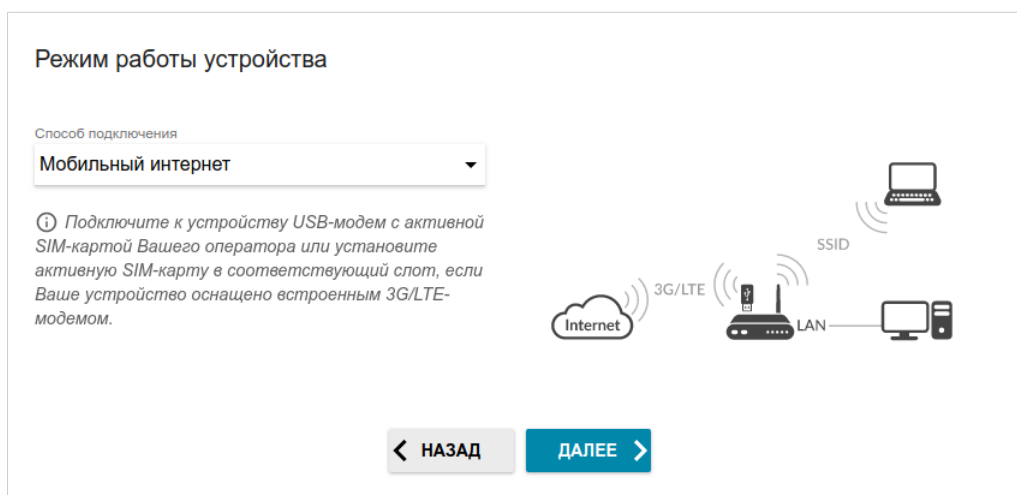 Режим работы устройства
Способ подключения
Мобильный интернет
Подключите к устройству USB-модем с активной
SIM-картой Вашего оператора или установите
активную SIM-карту в соответствующий слот, если
Ваше устройство оснащено встроенным 3G/LTE-
модемом.
SSID
3G/LTE
Internet
LAN
НАЗАД
ДАЛЕЕ